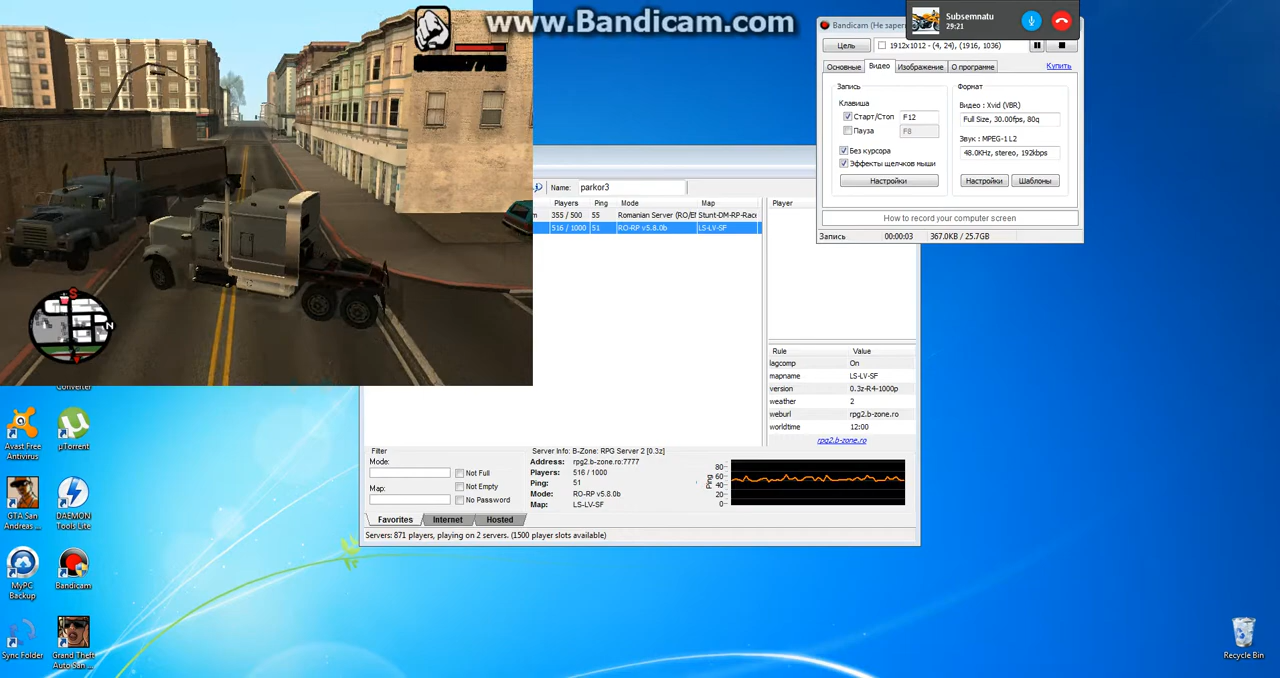 www.Bandicam.com
Subsemnatu
29:21
Bandicam (Не
Цель
1912x1012 - (4, 24), (1916, 1036)
Основные
Видео
Изображение
О программе
Купить
Запись
Клавиша
Старт/Стоп
F12
Пауза
F8
Без курсора
Эффекты щелчков мыши
Настройки
Формат
Видео : Xvid (VBR)
Full Size, 30.00fps, 80q
Звук : MPEG-1 L2
48.0KHz, stereo, 192kbps
Настройки
Шаблоны
How to record your computer screen
Запись
00:00:03
367.0KB / 25.7GB
S
N
Name:
parkor3
Players
Ping
Mode
Map
355 / 500
55
Romanian Server (RO/
Stunt-DM-RP-Race
516 / 1000
51
RO-RP v5.8.0b
LS-LV-SF
Player
Rule
Value
lagcomp
On
mapname
LS-LV-SF
version
0.3z-R4-1000p
weather
2
weburl
rpg2.b-zone.ro
worldtime
12:00
rpg2.b-zone.ro
Filter
Mode:
Map:
Not Full
Not Empty
No Password
Server Info: B-Zone: RPG Server 2 [0.3z]
Address:
rpg2.b-zone.ro:7777
Players:
516 / 1000
Ping:
51
Mode:
RO-RP v5.8.0b
Map:
LS-LV-SF
Ping
80
60
40
20
0
Favorites
Internet
Hosted
Servers: 871 players, playing on 2 servers. (1500 player slots available)
Converter
Avast Free
Antivirus
µTorrent
GTA San
Andreas ...
DAEMON
Tools Lite
MyPC
Backup
Bandicam
Sync Folder
Grand Theft
Auto San ...
Recycle Bin